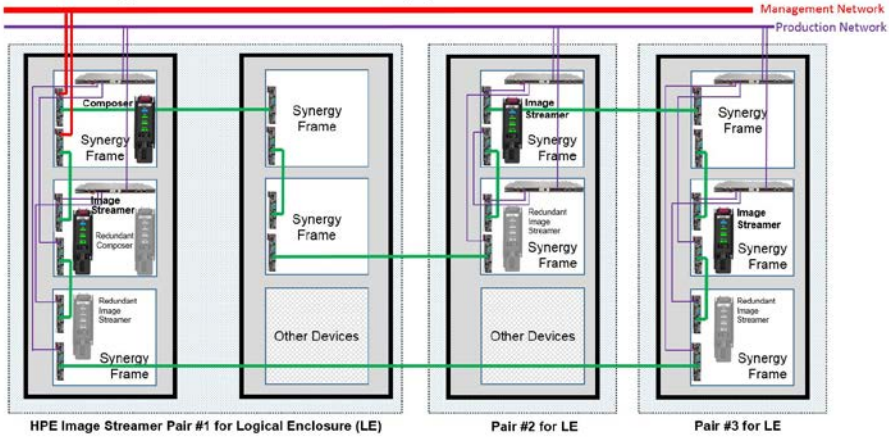 Management Network
Production Network
Composer
Synergy
Frame
Image
Streamer
Redundant
Composer
Redundant
Image
Streamer
Synergy
Frame
Synergy
Frame
Synergy
Frame
Other Devices
Image
Streamer
Synergy
Frame
Redundant
Image
Streamer
Synergy
Frame
Other Devices
Synergy
Frame
Image
Streamer
Synergy
Frame
Redundant
Image
Streamer
Synergy
Frame
HPE Image Streamer Pair #1 for Logical Enclosure (LE)
Pair #2 for LE
Pair #3 for LE